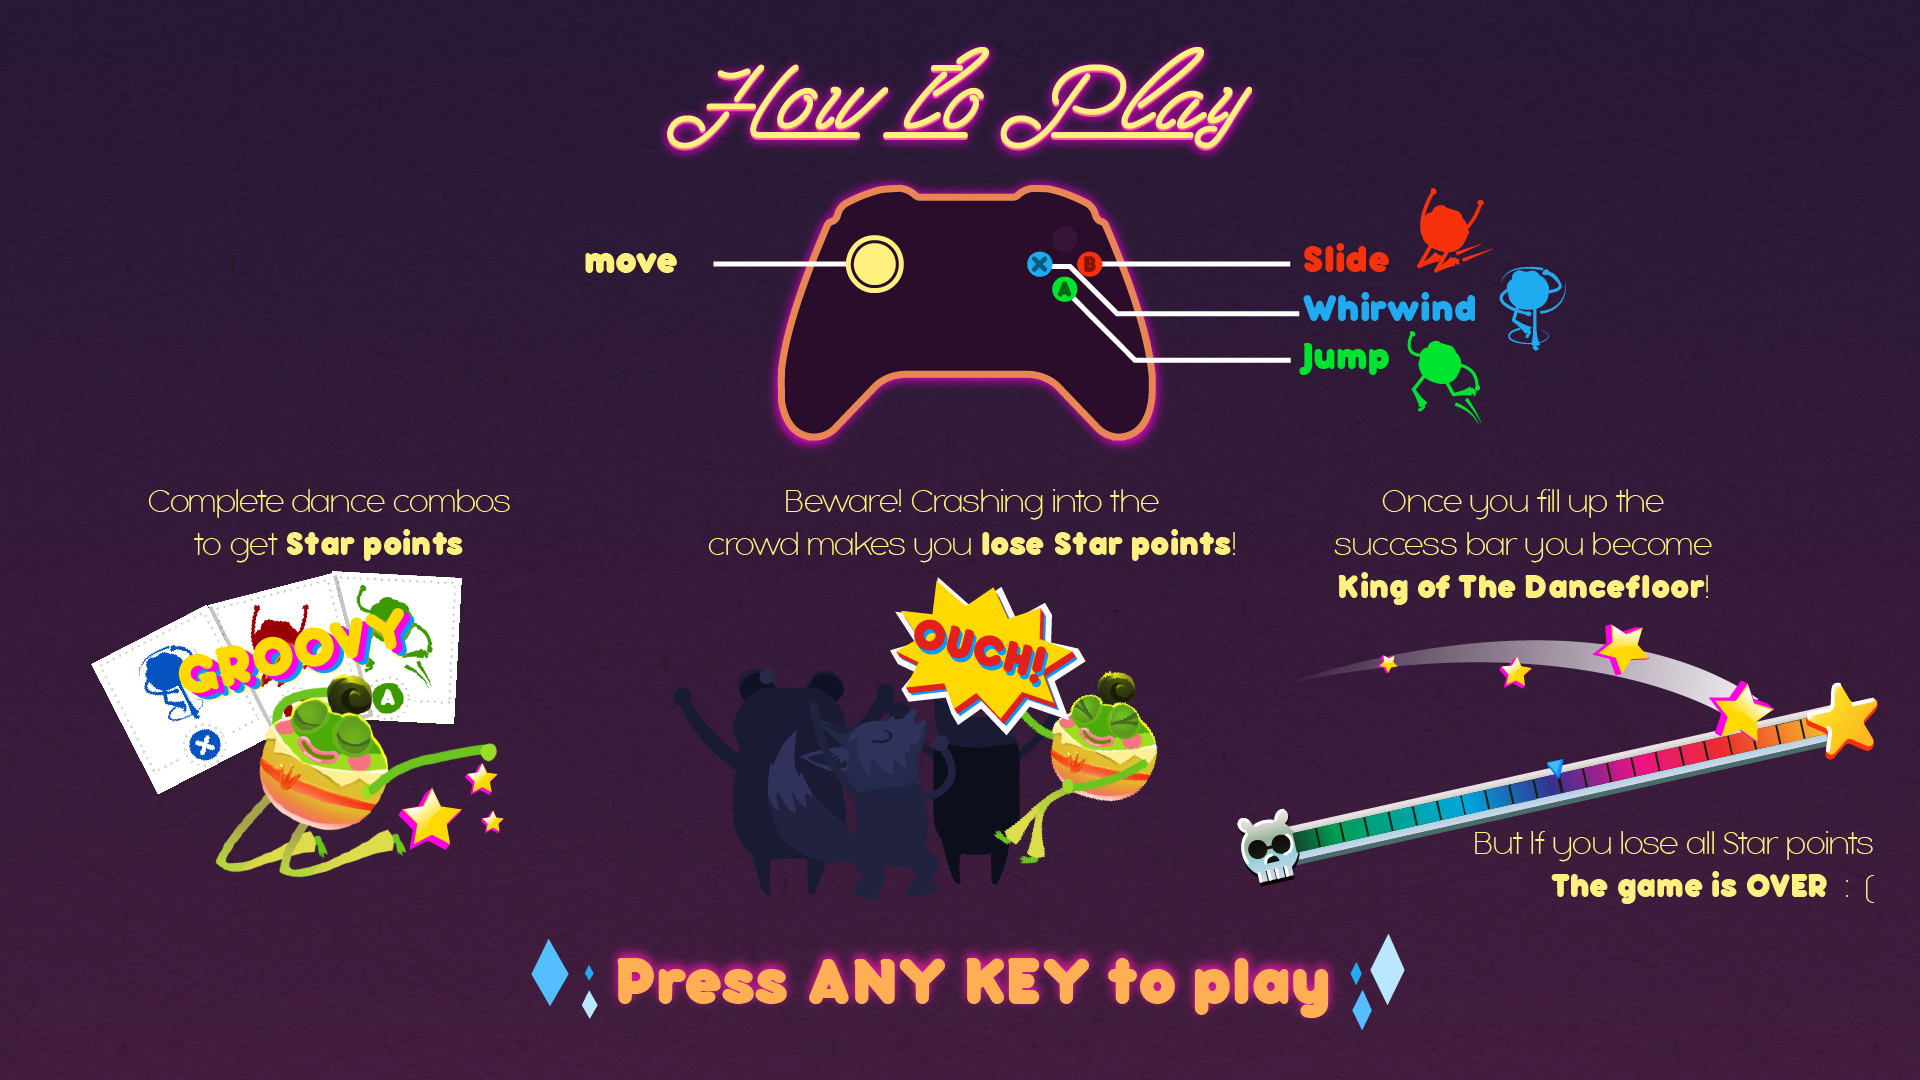 How to Play
move
X
B
A
Slide
Whirwind
Jump
Complete dance combos
to get Star points
GROOVY
X
A
Beware! Crashing into the
crowd makes you lose Star points!
OUCH!
Once you fill up the
success bar you become
King of The Dancefloor!
But If you lose all Star points
The game is OVER : (
Press ANY KEY to play